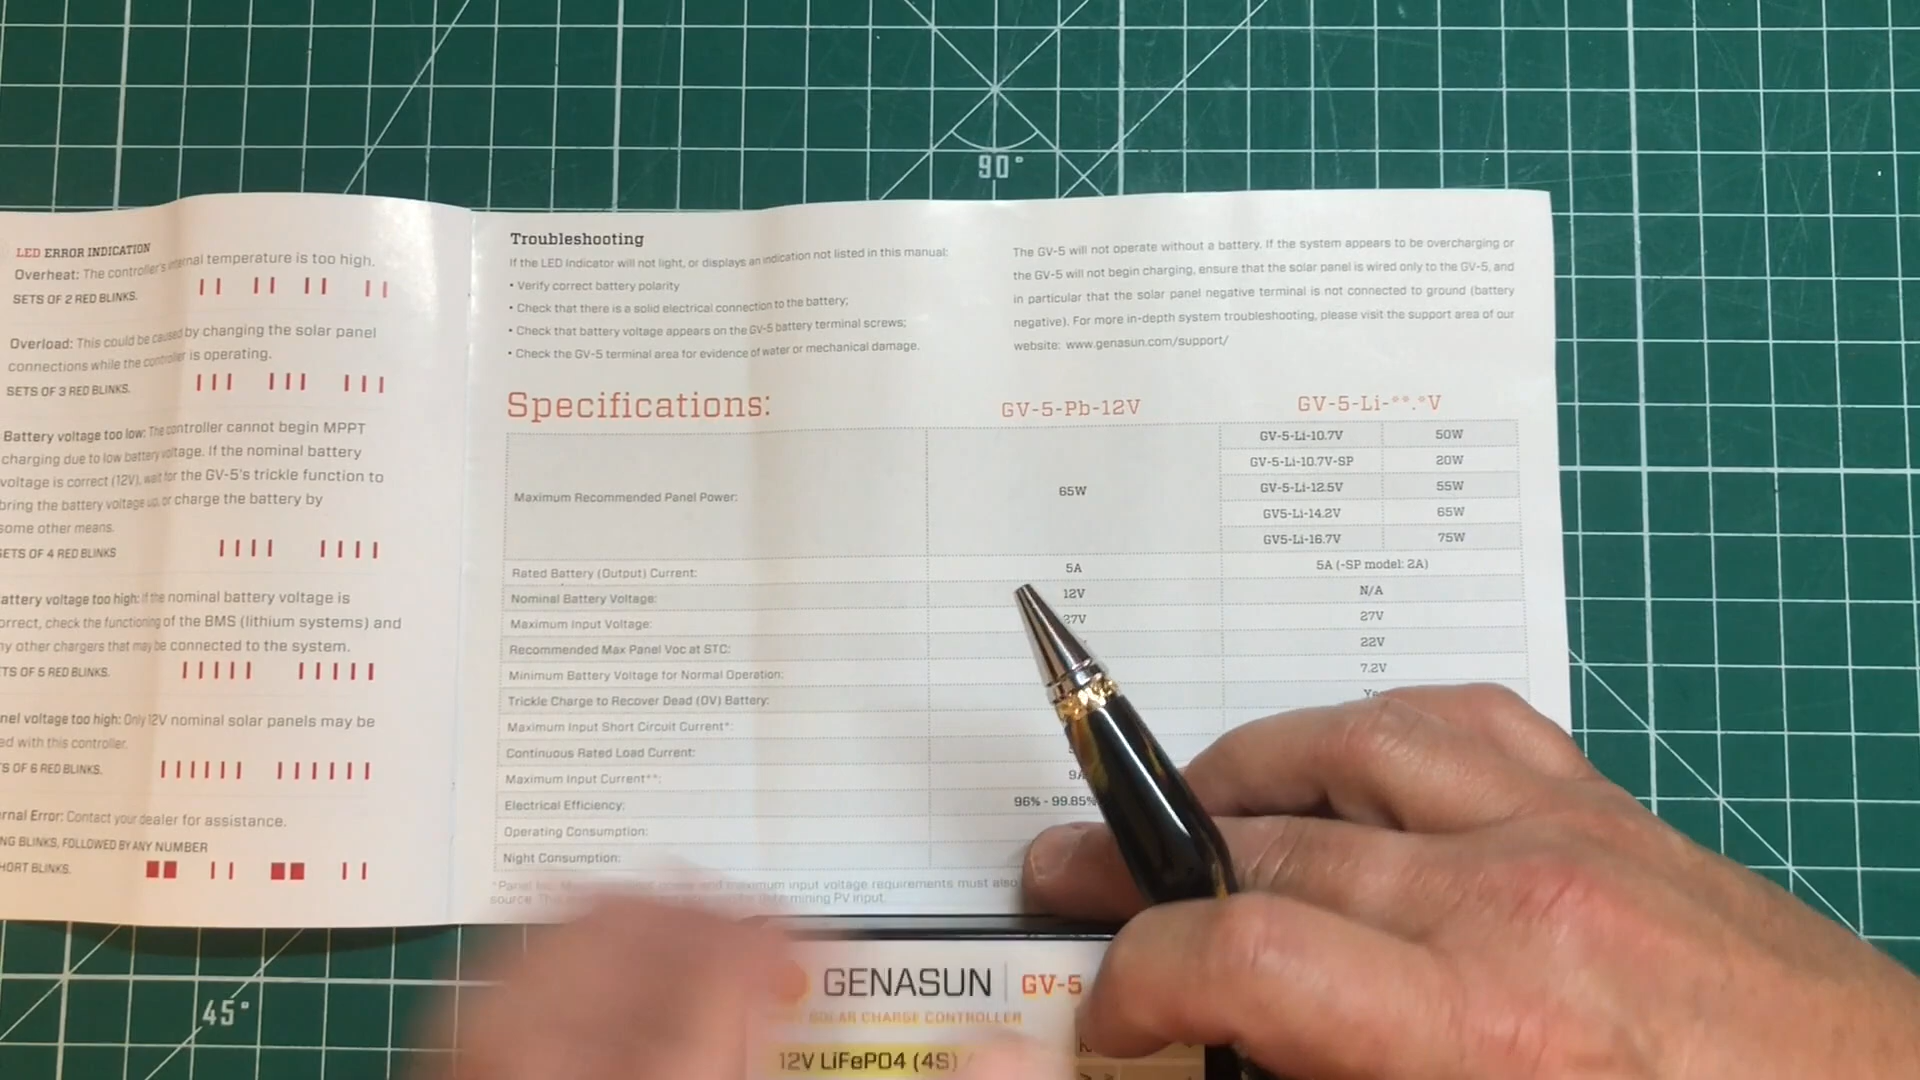 90°
LED ERROR INDICATION
Overheat: The controller's internal temperature is too high.
SETS OF 2 RED BLINKS.
Overload: This could be caused by changing the solar panel
connections while the controller is operating.
SETS OF 3 RED BLINKS.
Battery voltage too low: The controller cannot begin MPPT
charging due to low battery voltage. If the nominal battery
voltage is correct (12V), wait for the GV-5's trickle function to
bring the battery voltage up, or charge the battery by
some other means.
SETS OF 4 RED BLINKS
attery voltage too high: If the nominal battery voltage is
orrect, check the functioning of the BMS (lithium systems) and
ny other chargers that may be connected to the system.
TS OF 5 RED BLINKS.
nel voltage too high: Only 12V nominal solar panels may be
ed with this controller.
S OF 6 RED BLINKS.
rnal Error: Contact your dealer for assistance.
NG BLINKS, FOLLOWED BY ANY NUMBER
HORT BLINKS.
Troubleshooting
If the LED Indicator will not light, or displays an indication not listed in this manual:
• Verify correct battery polarity
• Check that there is a solid electrical connection to the battery;
• Check that battery voltage appears on the GV-5 battery terminal screws;
• Check the GV-5 terminal area for evidence of water or mechanical damage.
The GV-5 will not operate without a battery. If the system appears to be overcharging or
the GV-5 will not begin charging, ensure that the solar panel is wired only to the GV-5, and
in particular that the solar panel negative terminal is not connected to ground (battery
negative). For more in-depth system troubleshooting, please visit the support area of our
website: www.genasun.com/support/
Specifications: GV-5-Pb-12V GV-5-Li-**.*V
Maximum Recommended Panel Power: 65W
GV-5-Li-10.7V 50W
GV-5-Li-10.7V-SP 20W
GV-5-Li-12.5V 55W
GV5-Li-14.2V 65W
GV5-Li-16.7V 75W
Rated Battery (Output) Current: 5A 5A (-SP model: 2A)
Nominal Battery Voltage: 12V N/A
Maximum Input Voltage: 27V 27V
Recommended Max Panel Voc at STC: 22V
Minimum Battery Voltage for Normal Operation: 7.2V
Trickle Charge to Recover Dead (0V) Battery: Ye
Maximum Input Short Circuit Current*:
Continuous Rated Load Current:
Maximum Input Current**: 9A
Electrical Efficiency: 96% - 99.85%
Operating Consumption:
Night Consumption:
*Panel power and maximum input voltage requirements must also
source. determining PV input.
GENASUN | GV-5
SOLAR CHARGE CONTROLLER
12V LiFePO4 (4S)
45°